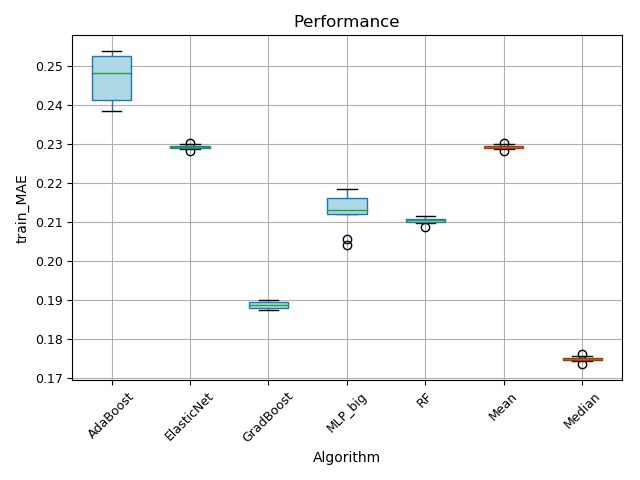 Performance
train_MAE
0.25
0.24
0.23
0.22
0.21
0.20
0.19
0.18
0.17
AdaBoost
ElasticNet
GradBoost
MLP_big
RF
Mean
Median
Algorithm